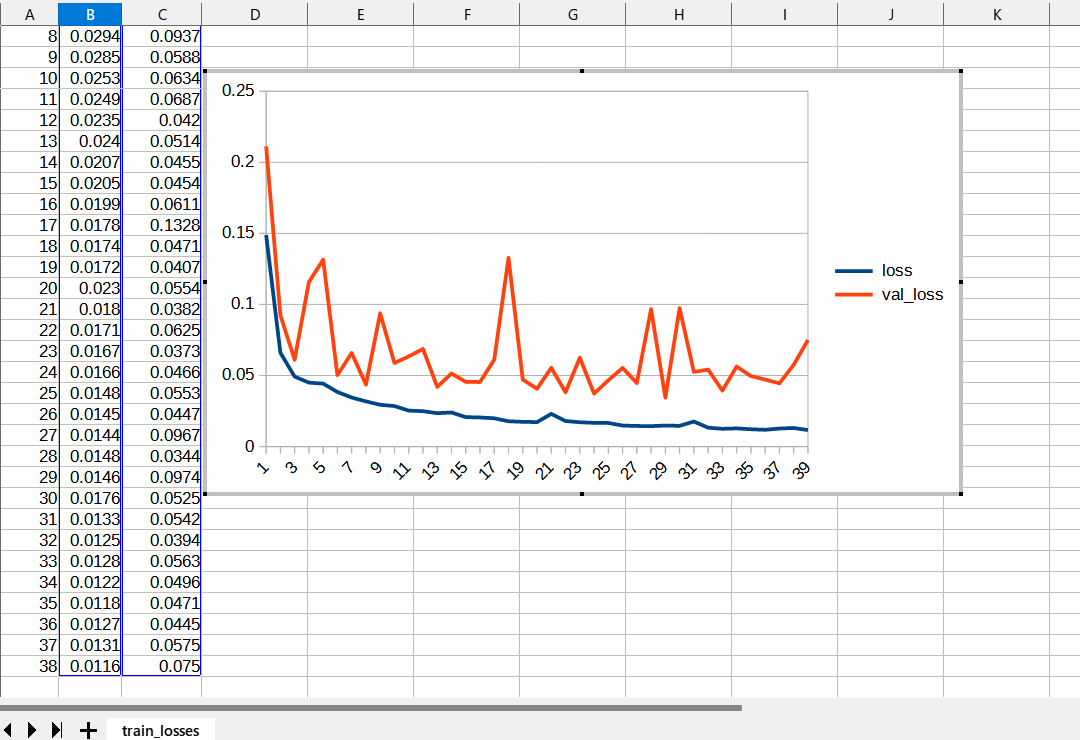 A B C D E F G H I J K
8 0.0294 0.0937
9 0.0285 0.0588
10 0.0253 0.0634
11 0.0249 0.0687
12 0.0235 0.042
13 0.024 0.0514
14 0.0207 0.0455
15 0.0205 0.0454
16 0.0199 0.0611
17 0.0178 0.1328
18 0.0174 0.0471
19 0.0172 0.0407
20 0.023 0.0554
21 0.018 0.0382
22 0.0171 0.0625
23 0.0167 0.0373
24 0.0166 0.0466
25 0.0148 0.0553
26 0.0145 0.0447
27 0.0144 0.0967
28 0.0148 0.0344
29 0.0146 0.0974
30 0.0176 0.0525
31 0.0133 0.0542
32 0.0125 0.0394
33 0.0128 0.0563
34 0.0122 0.0496
35 0.0118 0.0471
36 0.0127 0.0445
37 0.0131 0.0575
38 0.0116 0.075
0.25
0.2
0.15
0.1
0.05
0
1 3 5 7 9 11 13 15 17 19 21 23 25 27 29 31 33 35 37 39
loss
val_loss
train_losses